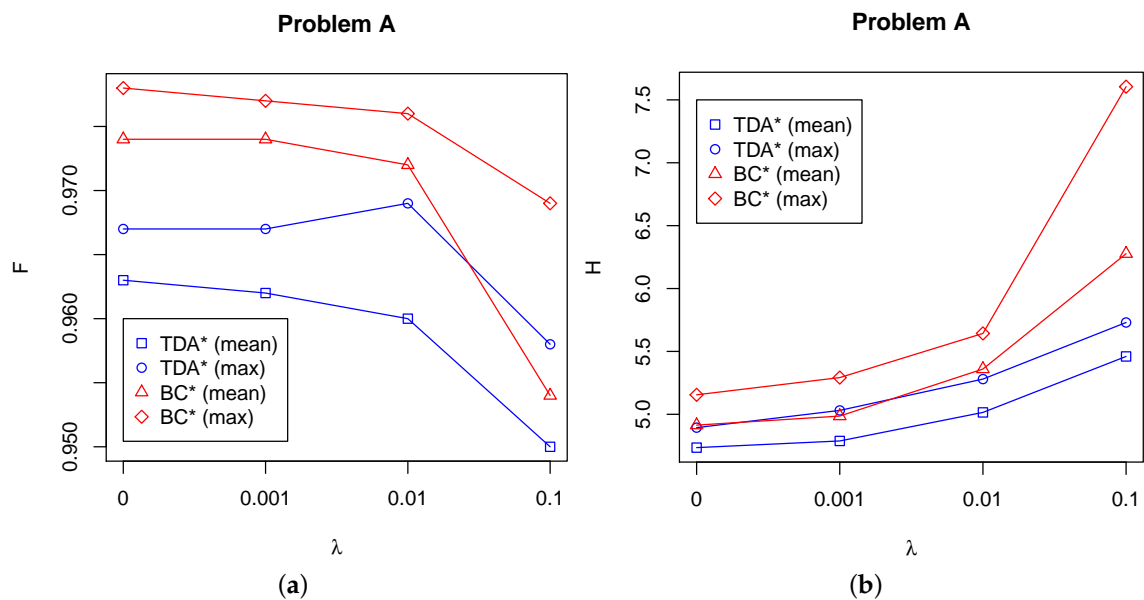 Problem A
F
0.970
0.960
0.950
TDA* (mean)
TDA* (max)
BC* (mean)
BC* (max)
0 0.001 0.01 0.1
λ
(a)
Problem A
H
7.5
7.0
6.5
6.0
5.5
5.0
TDA* (mean)
TDA* (max)
BC* (mean)
BC* (max)
0 0.001 0.01 0.1
λ
(b)